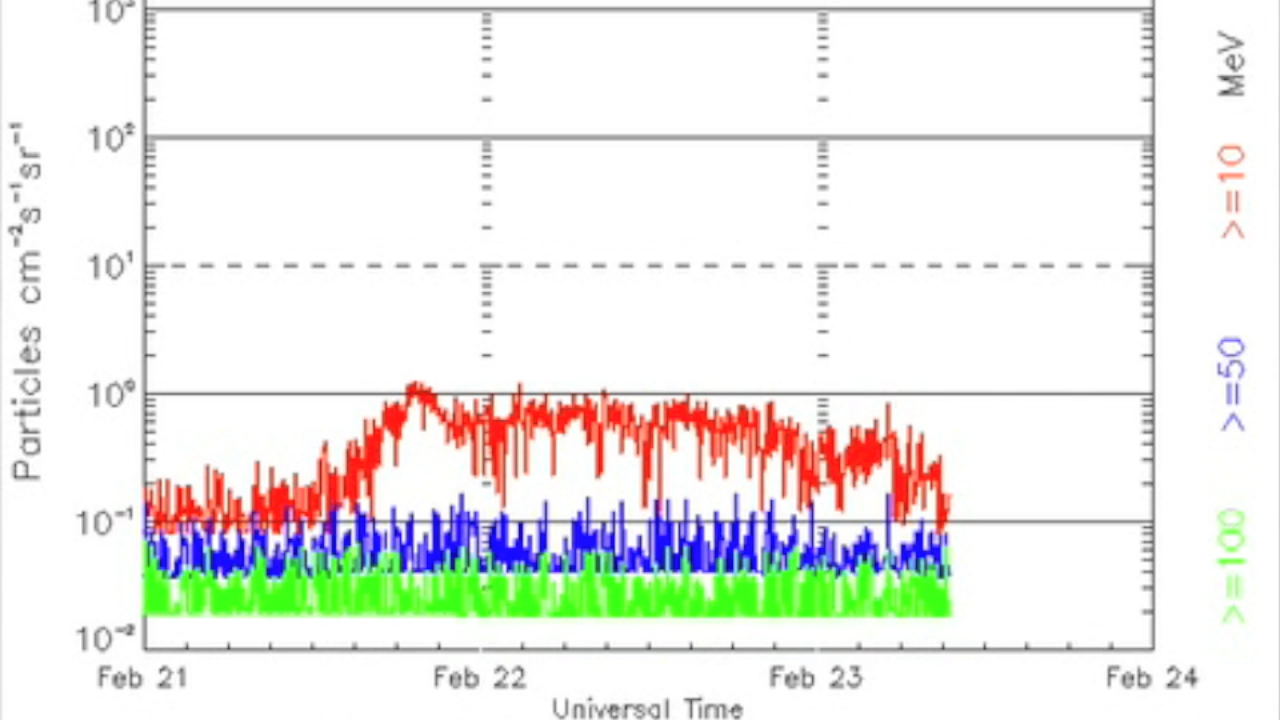 10³
10²
10¹
10⁰
10⁻¹
10⁻²
Particles cm⁻²s⁻¹sr⁻¹
Feb 21 Feb 22 Feb 23 Feb 24
Universal Time
>=10 MeV
>=50
>=100